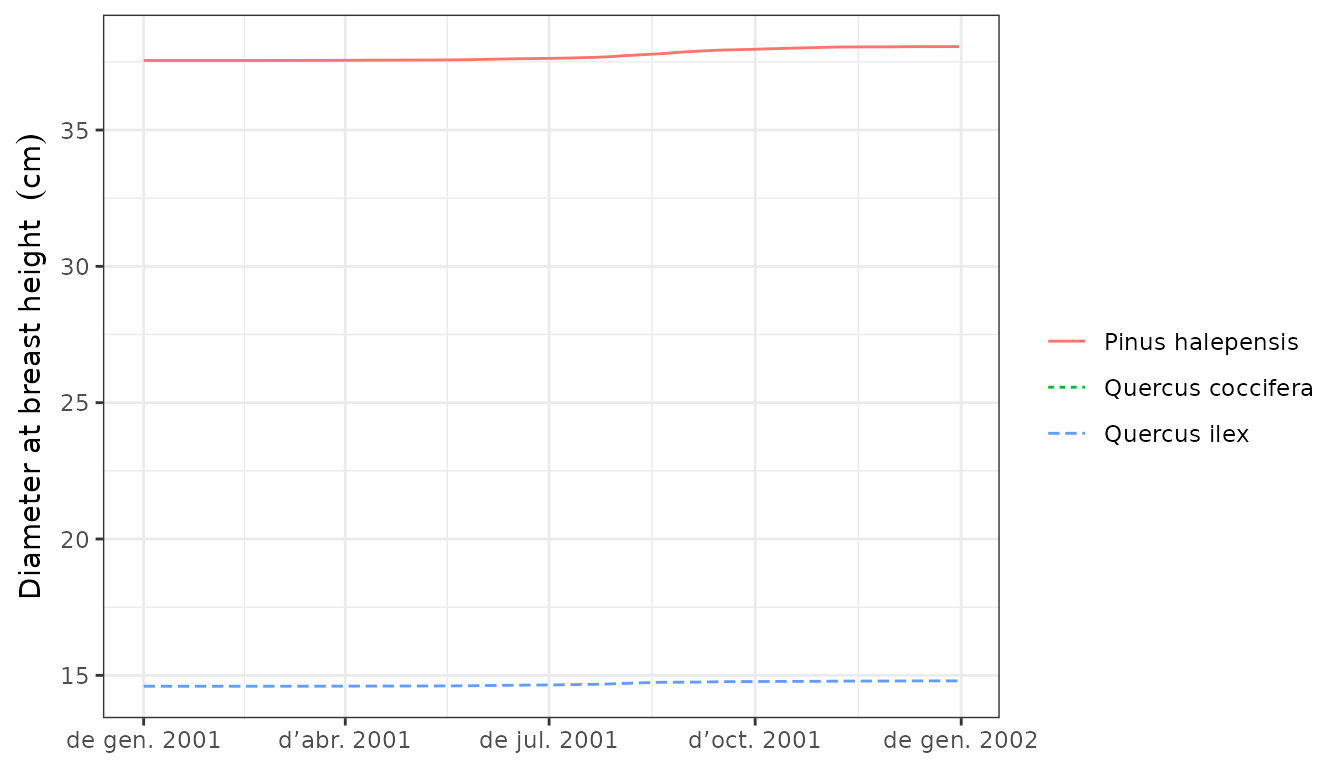 Diameter at breast height (cm)
35
30
25
20
15
de gen. 2001
d’abr. 2001
de jul. 2001
d’oct. 2001
de gen. 2002
Pinus halepensis
Quercus coccifera
Quercus ilex